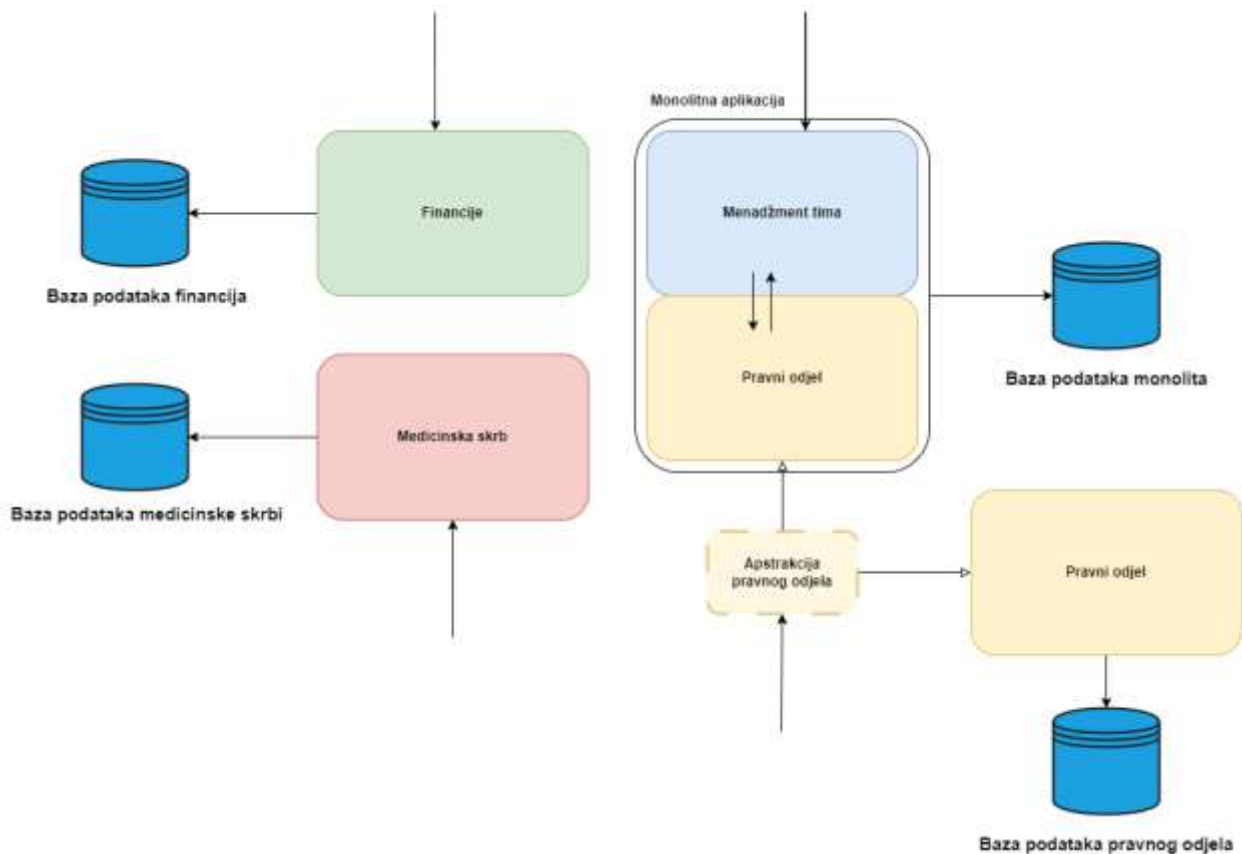 Monolitna aplikacija
Financije
Menadžment tima
Baza podataka financija
Pravni odjel
Baza podataka monolita
Medicinska skrb
Baza podataka medicinske skrbi
Apstrakcija
pravnog odjela
Pravni odjel
Baza podataka pravnog odjela